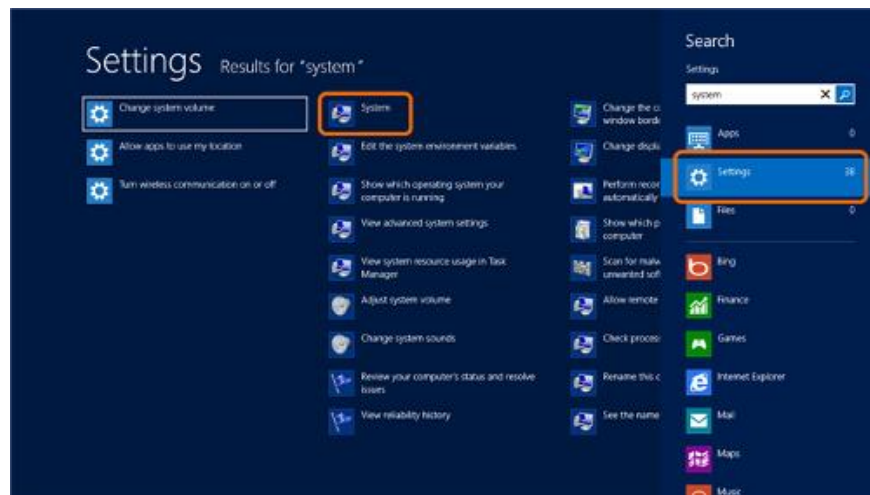 Settings Results for "system"
Change system volume
Allow apps to use my location
Turn wireless communication on or off
System
Edit the system environment variables
Show which operating system your
computer is running
View advanced system settings
View system resource usage in Task
Manager
Adjust system volume
Change system sounds
Review your computer's status and resolve
issues
View reliability history
Change the c
window borde
Change displa
Perform recor
automatically
Show which p
computer
Scan for malw
unwanted soft
Allow remote
Check process
Rename this c
See the name
Search
Settings
system
Apps 0
Settings 38
Files 0
Bing
Finance
Games
Internet Explorer
Mail
Maps
Music